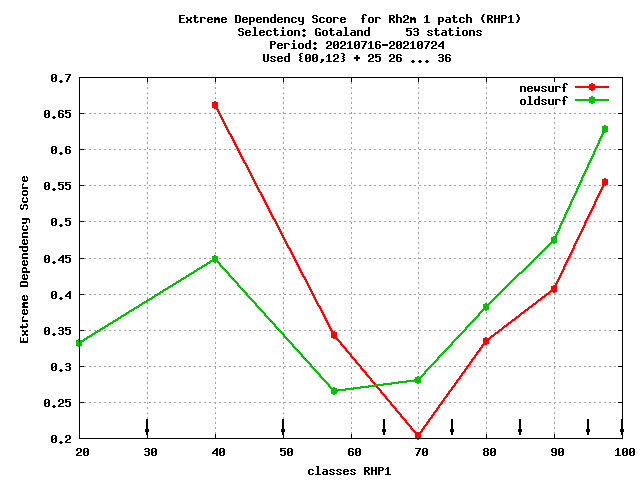 Extreme Dependency Score  for Rh2m 1 patch (RHP1)
Selection: Gotaland     53 stations
Period: 20210716-20210724
Used {00,12} + 25 26 ... 36
newsurf
oldsurf
0.7
0.65
0.6
0.55
0.5
0.45
0.4
0.35
0.3
0.25
0.2
Extreme Dependency Score
20 30 40 50 60 70 80 90 100
classes RHP1